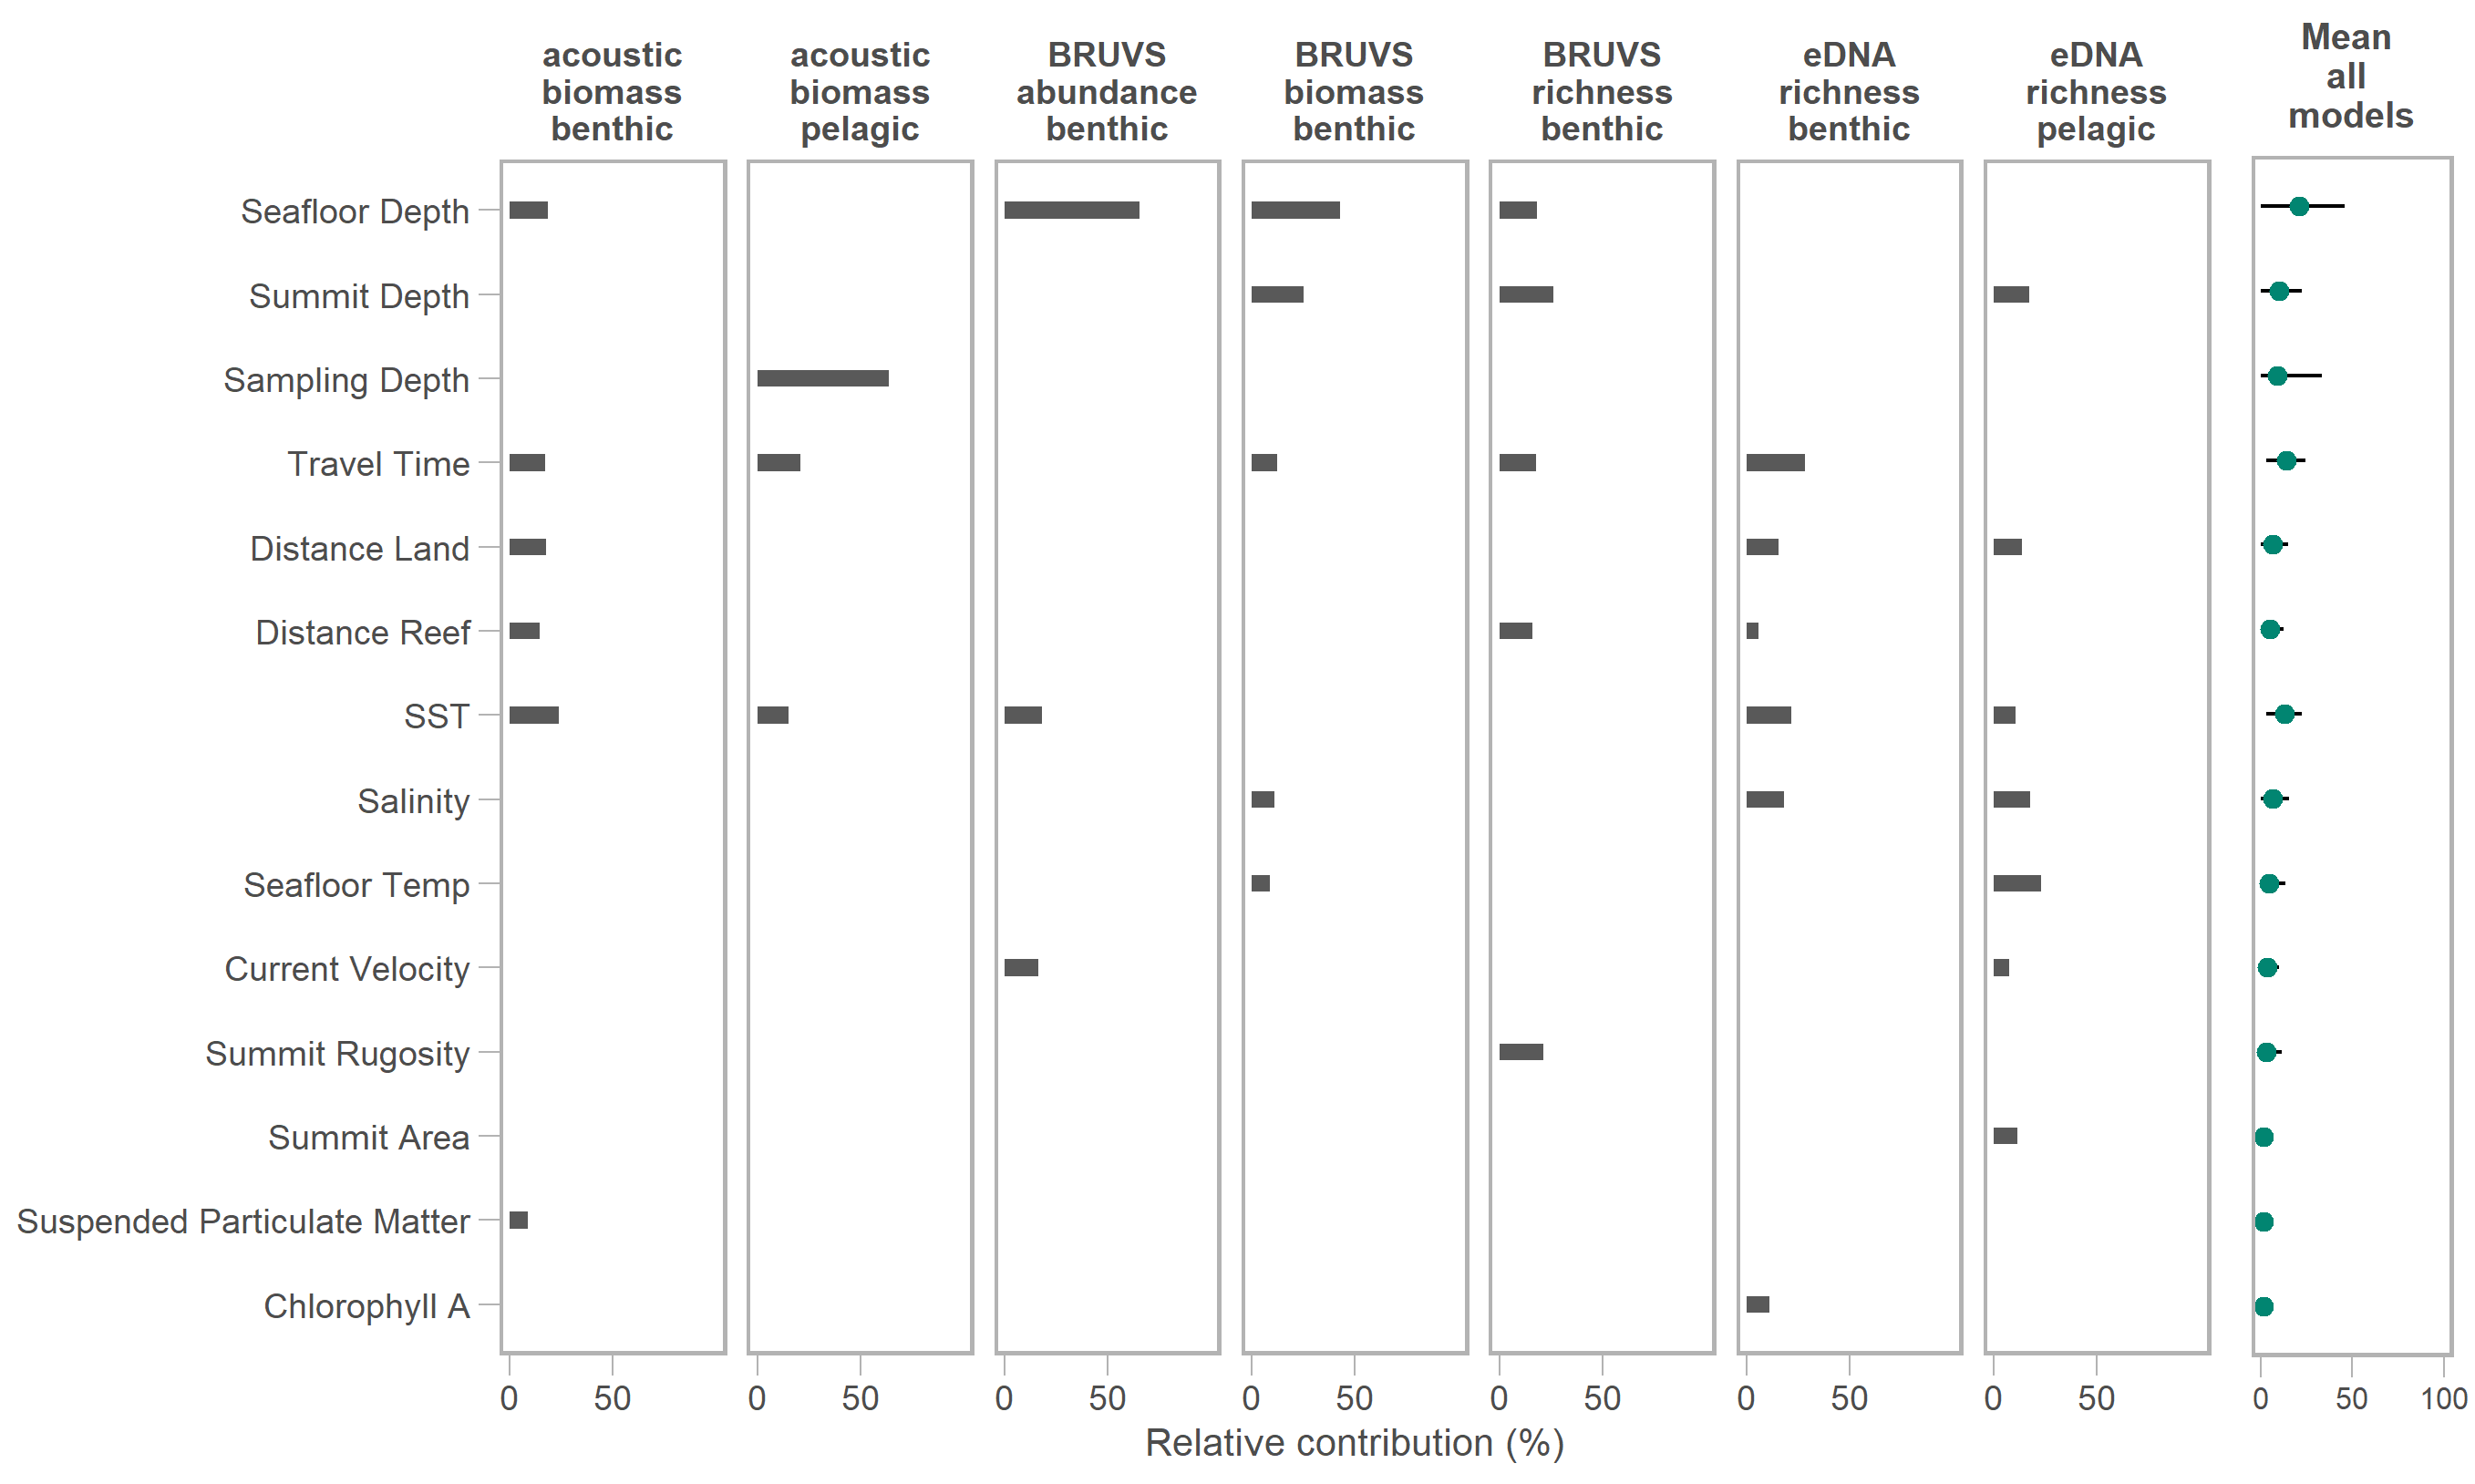 acoustic
biomass
benthic
acoustic
biomass
pelagic
BRUVS
abundance
benthic
BRUVS
biomass
benthic
BRUVS
richness
benthic
eDNA
richness
benthic
eDNA
richness
pelagic
Mean
all
models
Seafloor Depth
Summit Depth
Sampling Depth
Travel Time
Distance Land
Distance Reef
SST
Salinity
Seafloor Temp
Current Velocity
Summit Rugosity
Summit Area
Suspended Particulate Matter
Chlorophyll A
0 50 0 50 0 50 0 50 0 50 0 50 0 50 0 50 100
Relative contribution (%)